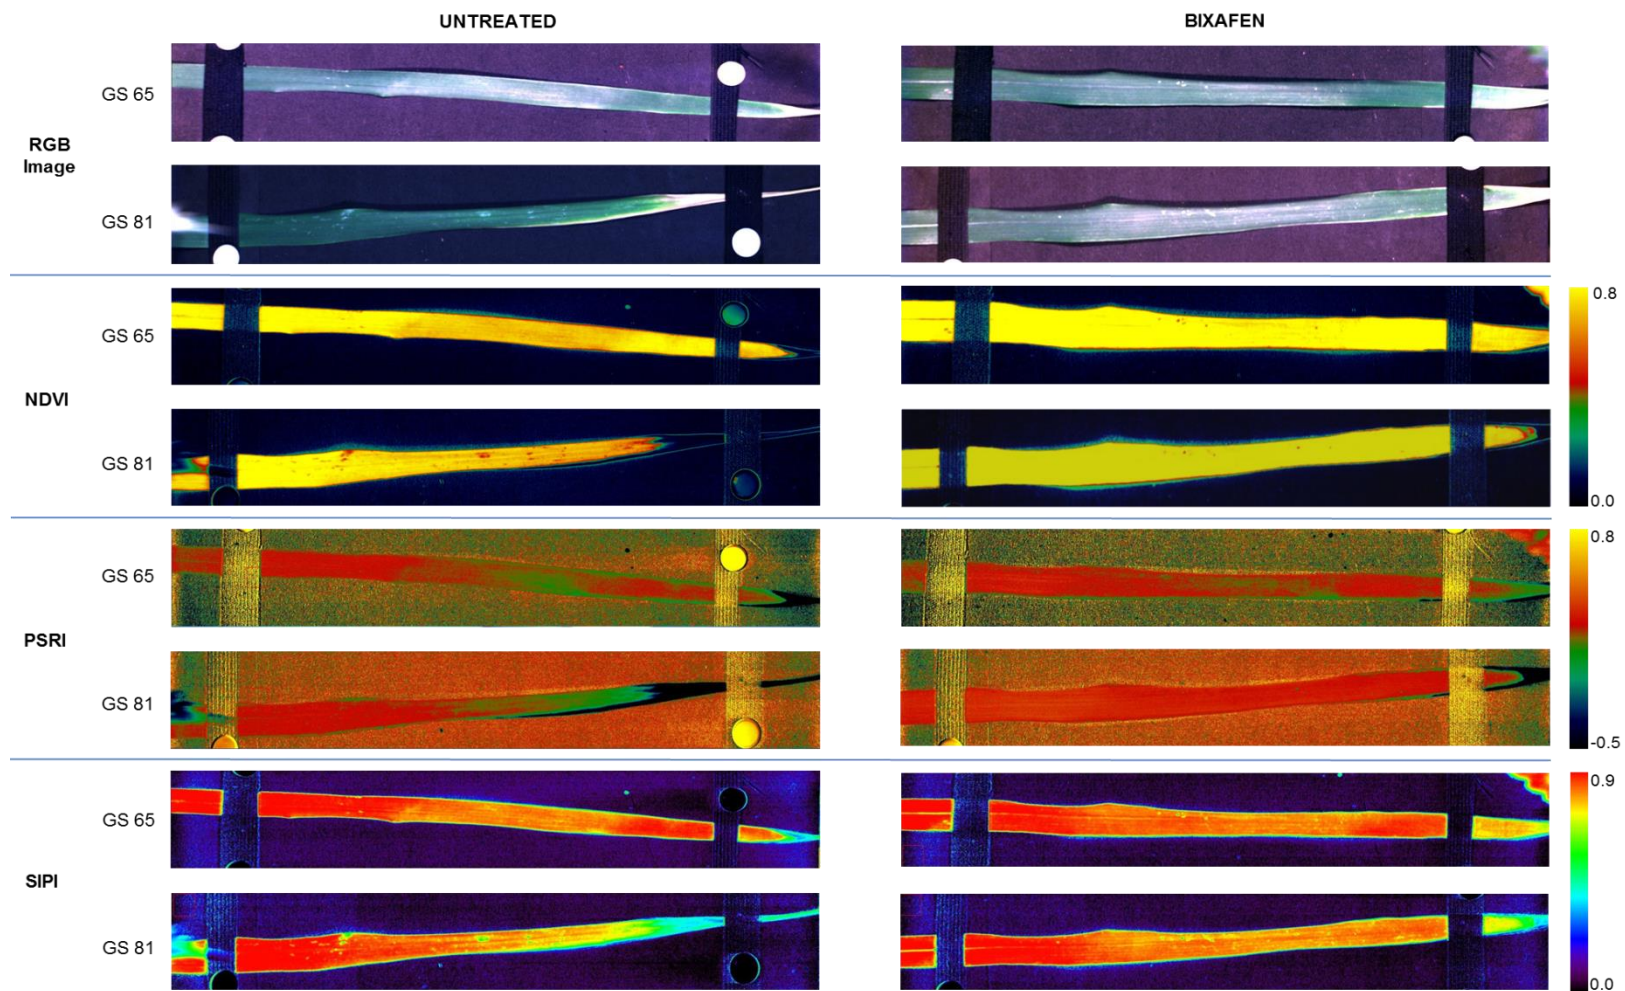 UNTREATED BIXAFEN
GS 65
RGB
Image
GS 81
GS 65
0.8
NDVI
GS 81
0.0
GS 65
0.8
PSRI
GS 81
-0.5
GS 65
0.9
SIPI
GS 81
0.0